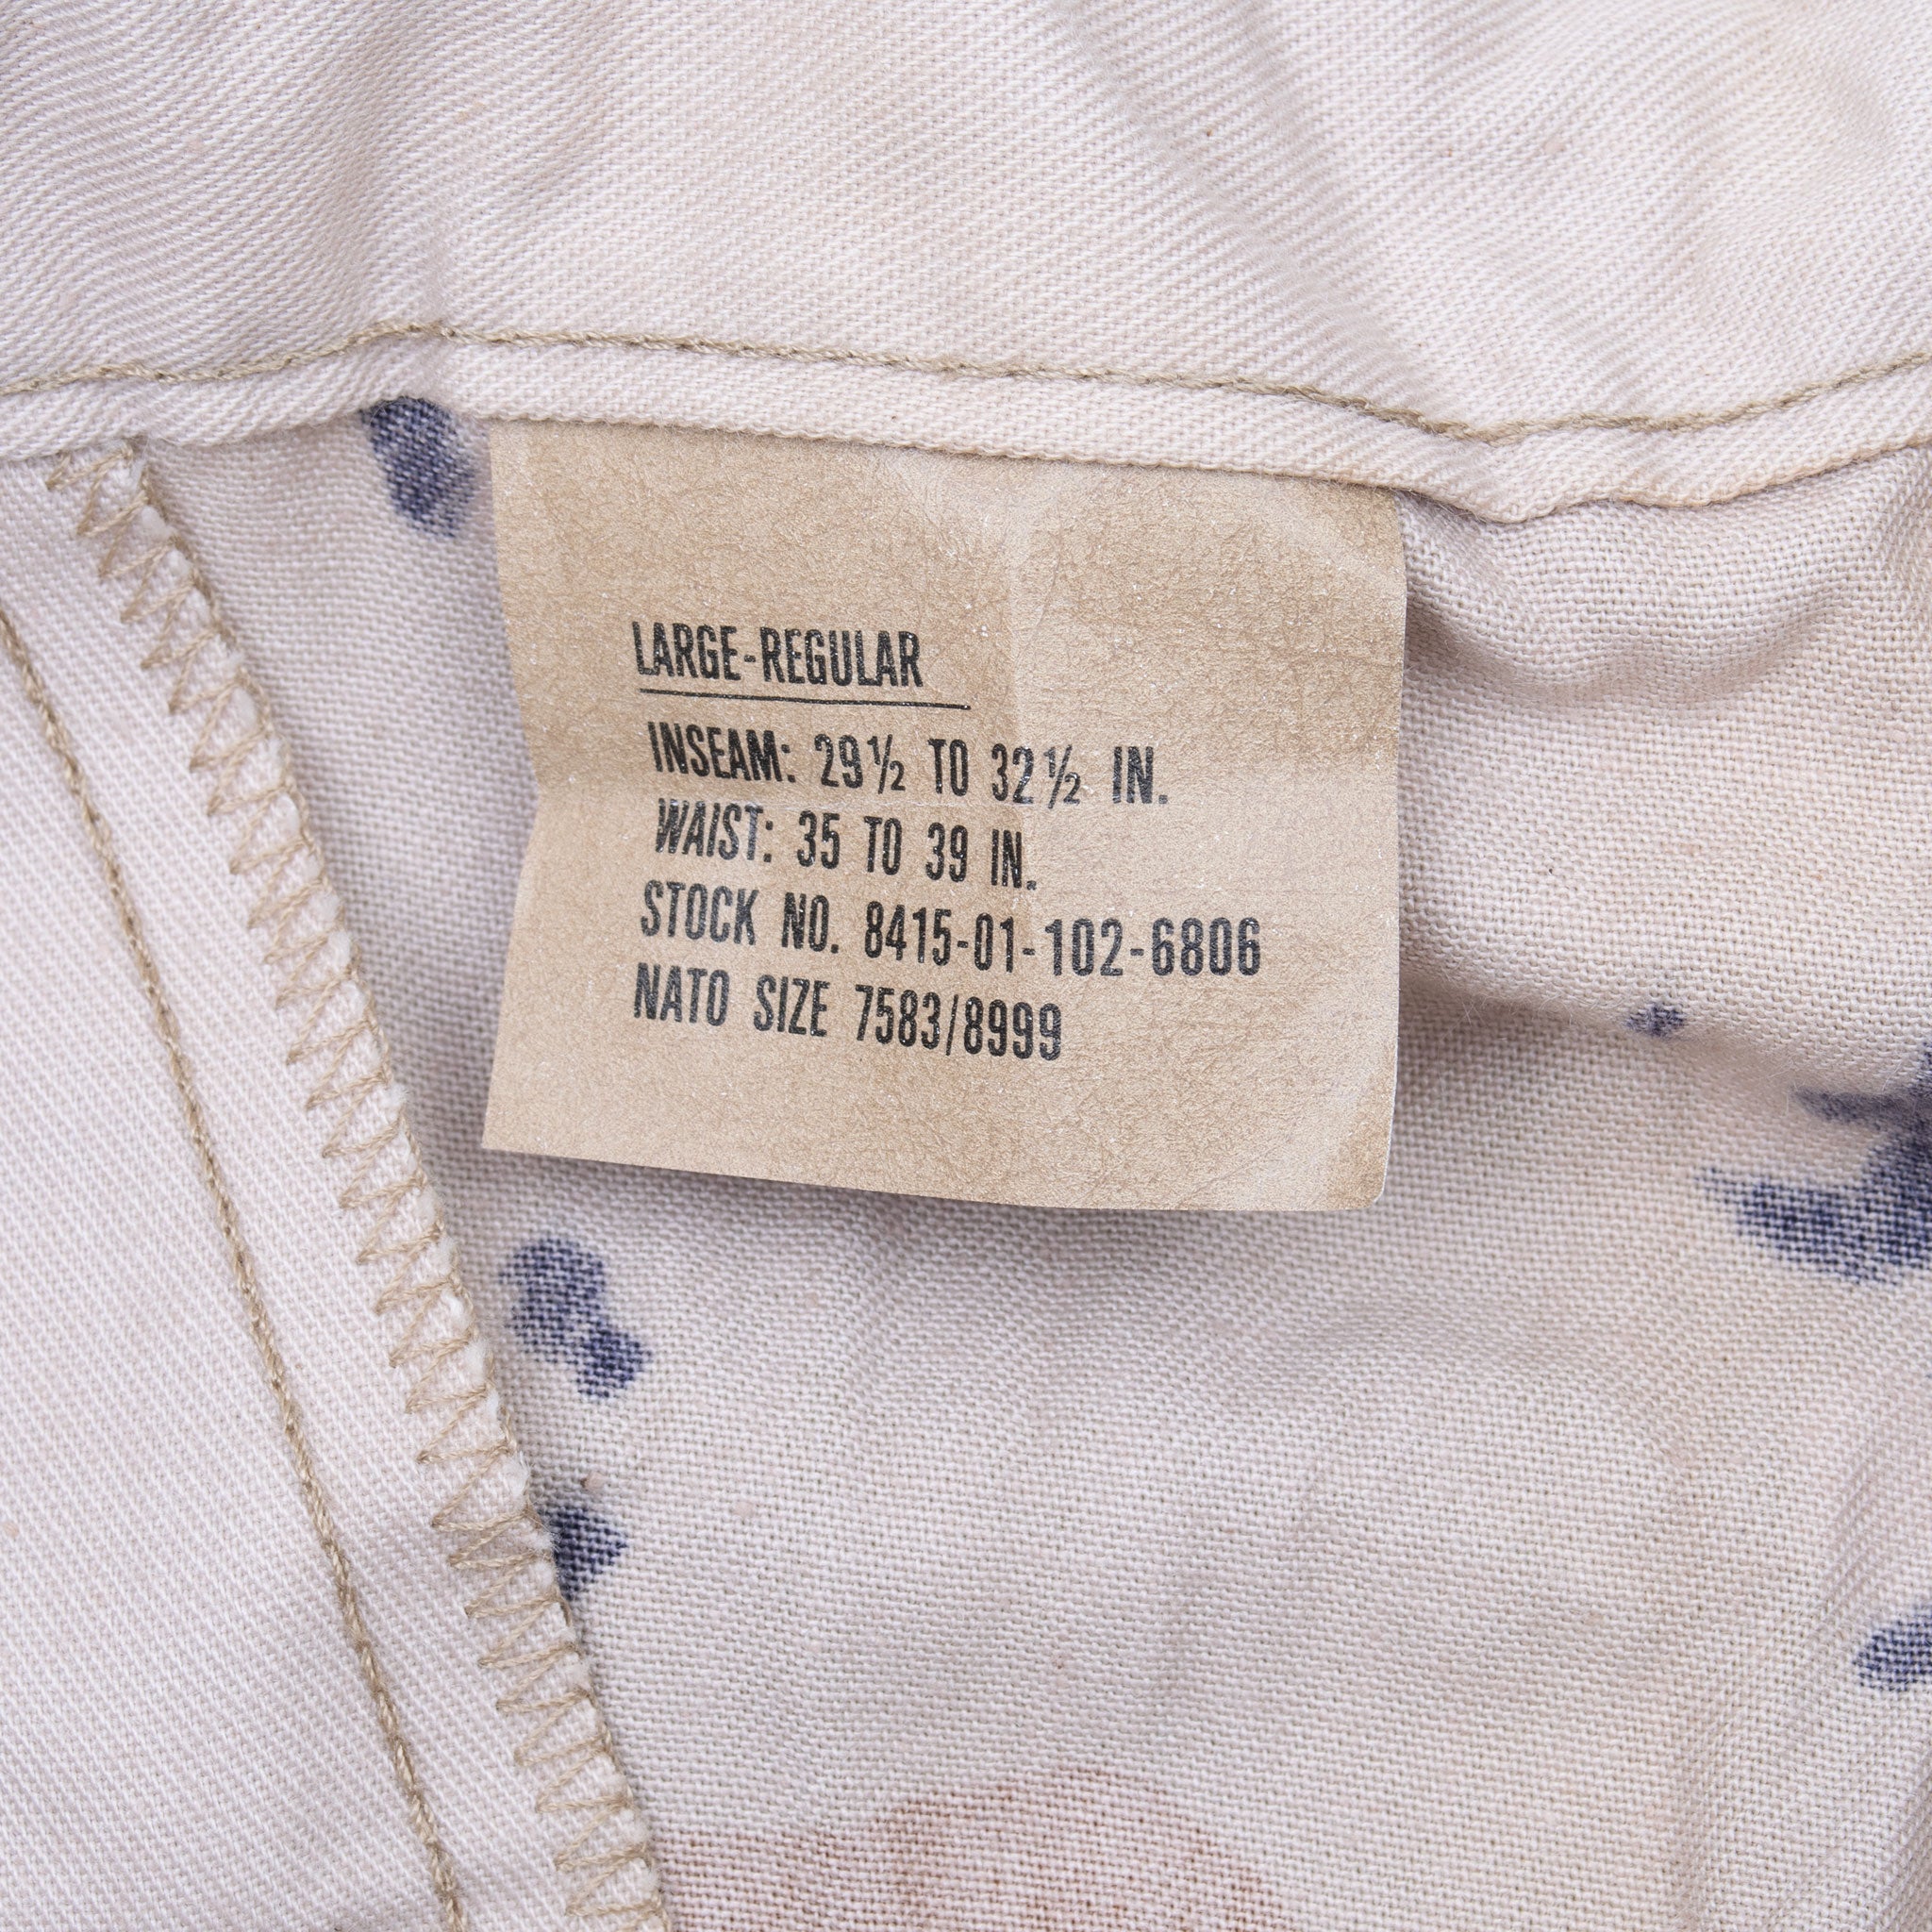 LARGE-REGULAR
INSEAM: 29½ TO 32½ IN.
WAIST: 35 TO 39 IN.
STOCK NO. 8415-01-102-6806
NATO SIZE 7583/8999